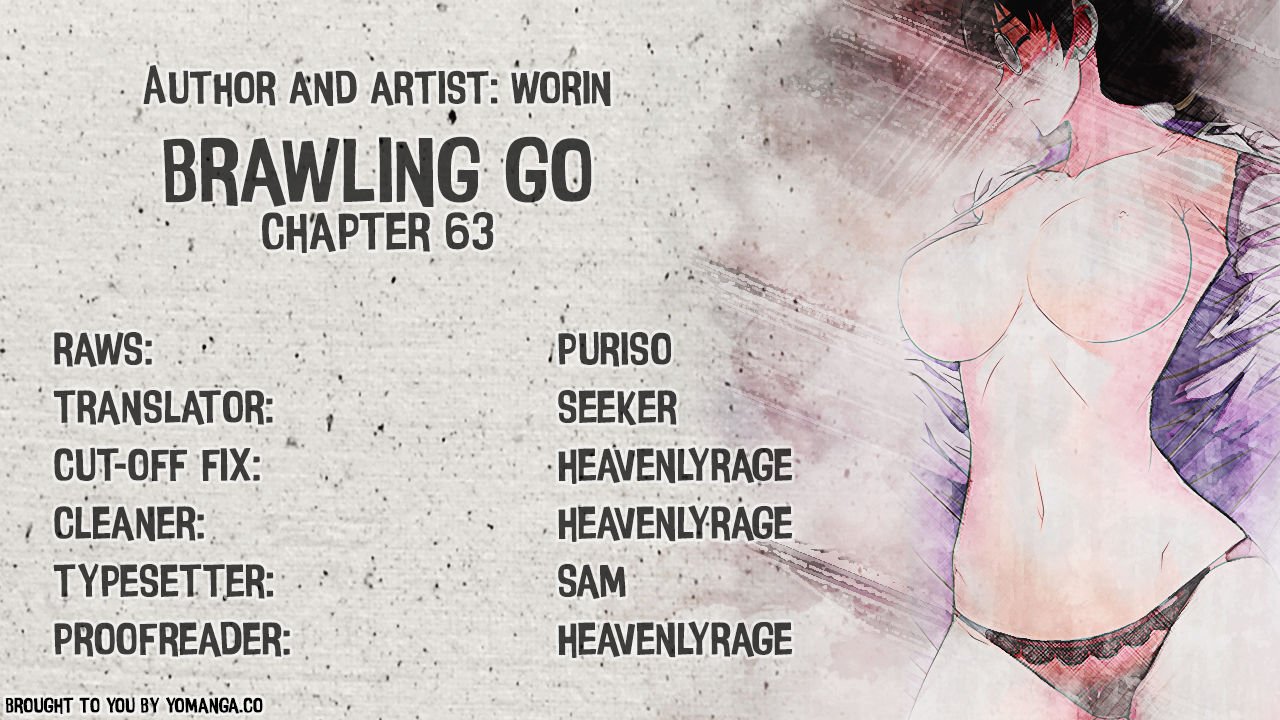 AUTHOR AND ARTIST: WORIN
BRAWLING GO
CHAPTER 63
RAWS: PURISO
TRANSLATOR: SEEKER
CUT-OFF FIX: HEAVENLYRAGE
CLEANER: HEAVENLYRAGE
TYPESETTER: SAM
PROOFREADER: HEAVENLYRAGE
BROUGHT TO YOU BY YOMANGA.CO